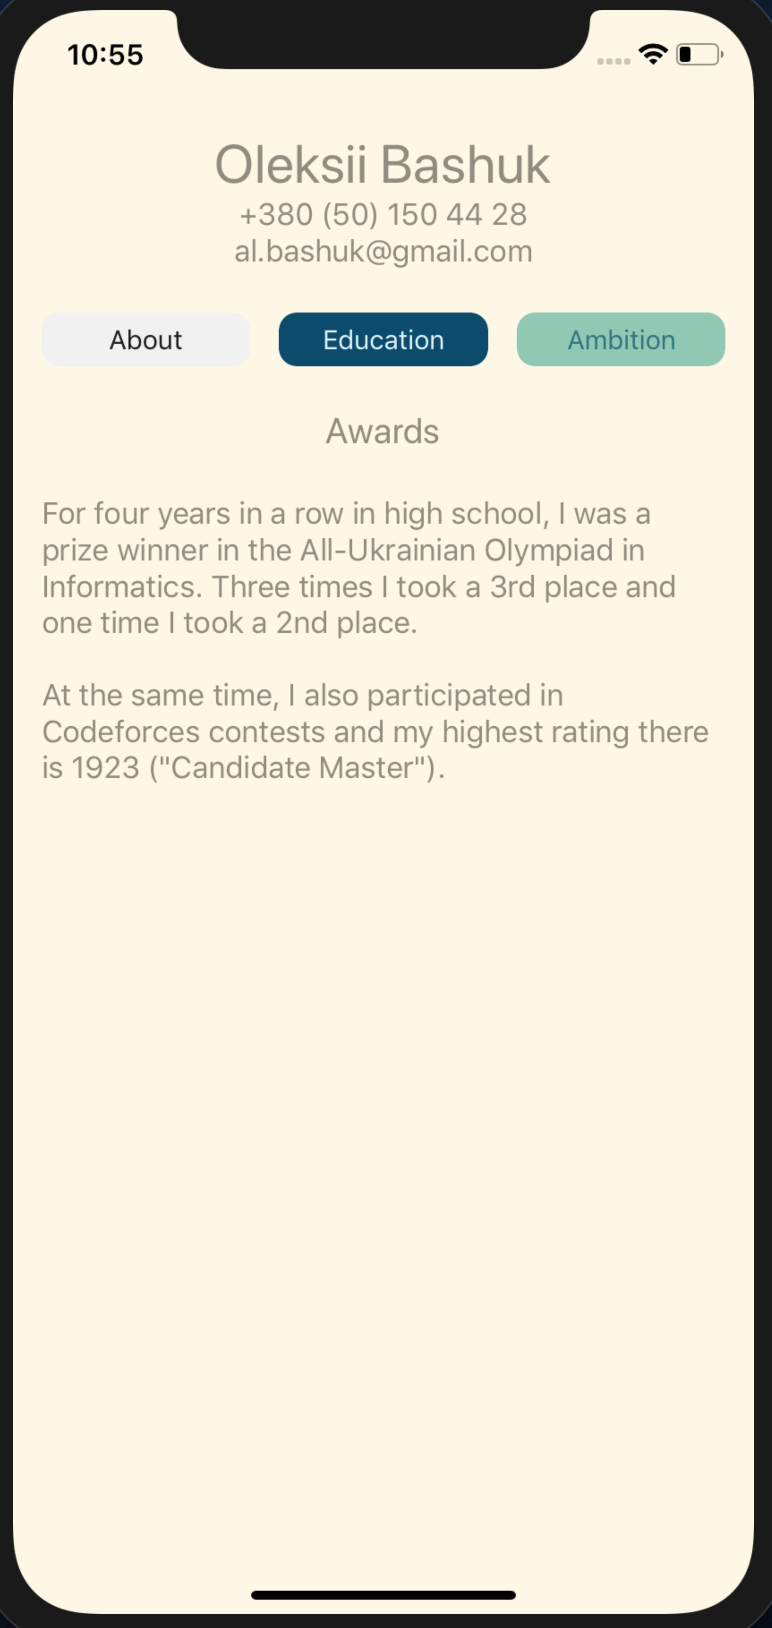 10:55
Oleksii Bashuk
+380 (50) 150 44 28
al.bashuk@gmail.com
About
Education
Ambition
Awards
For four years in a row in high school, I was a
prize winner in the All-Ukrainian Olympiad in
Informatics. Three times I took a 3rd place and
one time I took a 2nd place.
At the same time, I also participated in
Codeforces contests and my highest rating there
is 1923 ("Candidate Master").